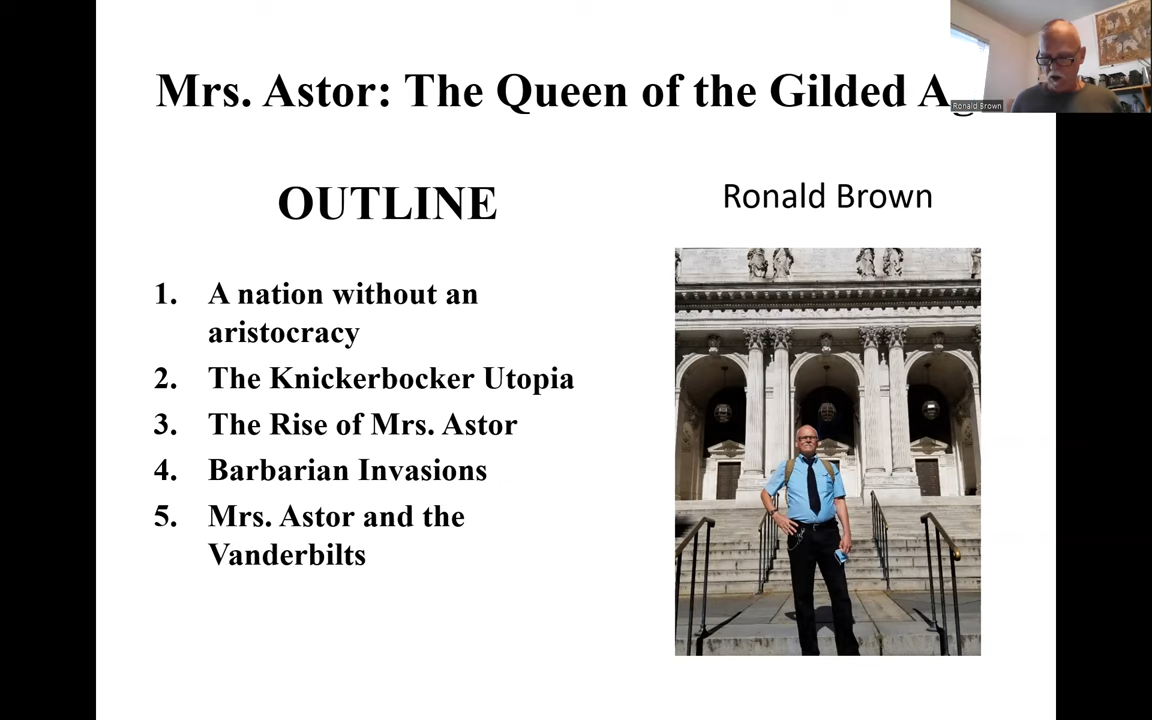 Mrs. Astor: The Queen of the Gilded
Ronald Brown
OUTLINE
Ronald Brown
1. A nation without an
aristocracy
2. The Knickerbocker Utopia
3. The Rise of Mrs. Astor
4. Barbarian Invasions
5. Mrs. Astor and the
Vanderbilts